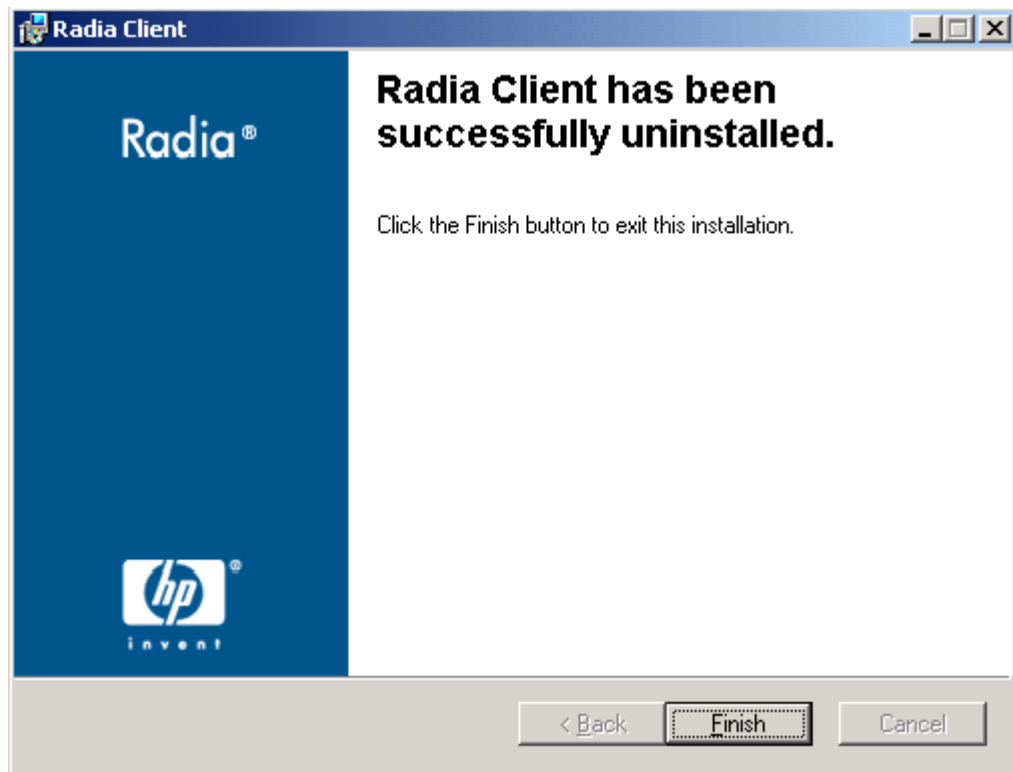 Radia Client
Radia®
Radia Client has been
successfully uninstalled.
Click the Finish button to exit this installation.
hp®
invent
< Back
Finish
Cancel